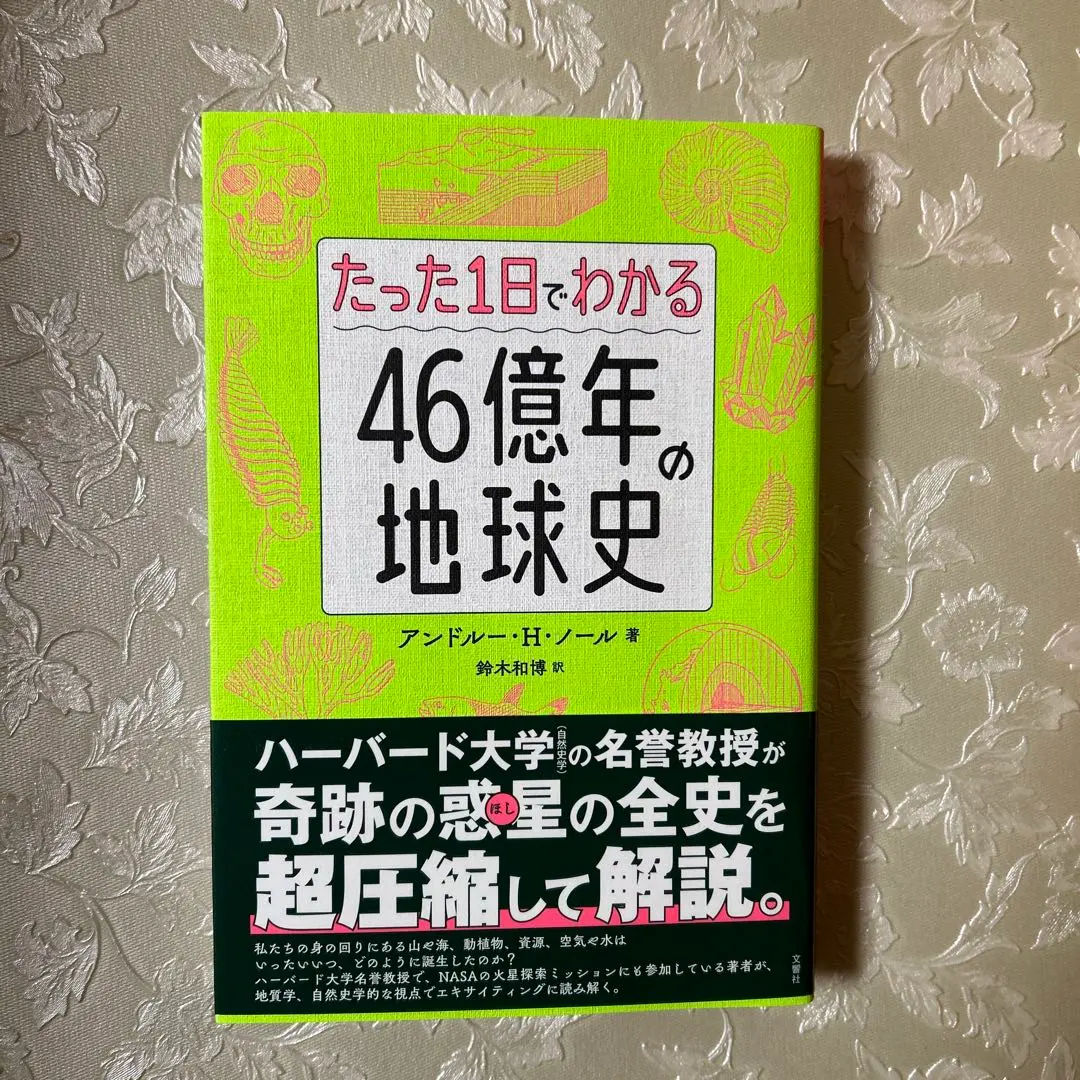 たった1日でわかる
46億年の
地球史
アンドルー・H・ノール 著
鈴木和博 訳
ハーバード大学(自然史学)の名誉教授が
奇跡の惑星の全史を
ほし
超圧縮して解説。
私たちの身の回りにある山や海、動植物、資源、空気や水は
いったいいつ、どのように誕生したのか?
ハーバード大学名誉教授で、NASAの火星探索ミッションにも参加している著者が、
地質学、自然史学的な視点でエキサイティングに読み解く。
文響社